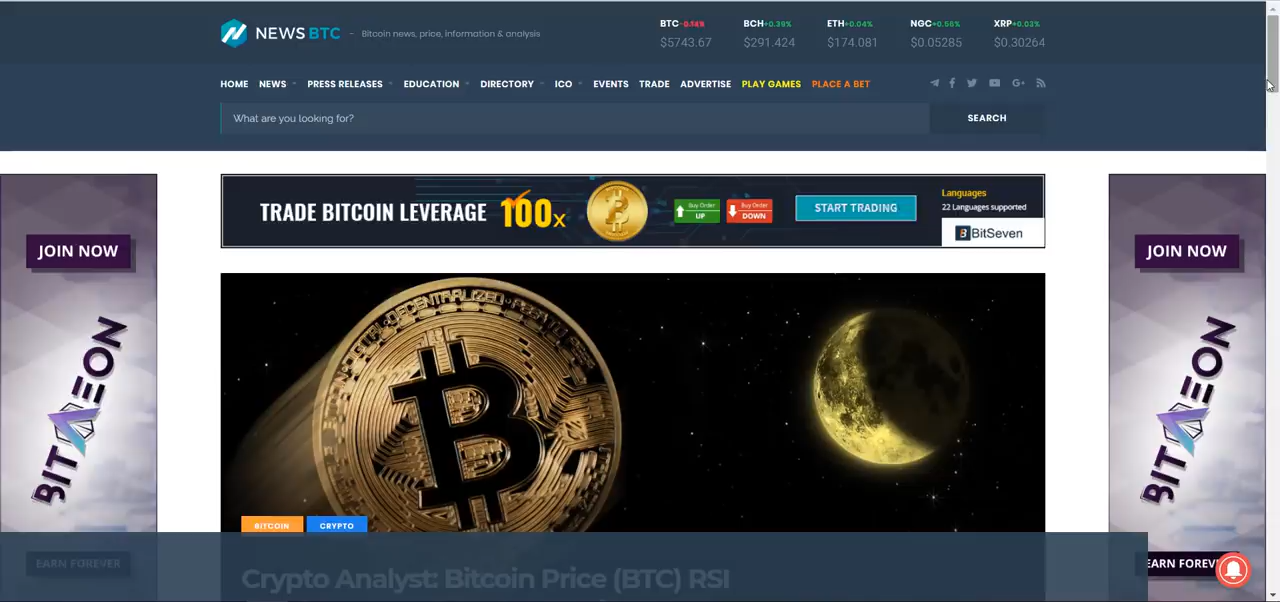 NEWS BTC - Bitcoin news, price, information & analysis
BTC-0.14% BCH+0.39% ETH+0.04% NGC+0.56% XRP+0.03%
$5743.67 $291.424 $174.081 $0.05285 $0.30264
HOME NEWS PRESS RELEASES EDUCATION DIRECTORY ICO EVENTS TRADE ADVERTISE PLAY GAMES PLACE A BET
What are you looking for? SEARCH
TRADE BITCOIN LEVERAGE 100x
Buy Order
UP
Buy Order
DOWN
START TRADING
Languages
22 Languages supported
BitSeven
JOIN NOW
BITMEON
EARN FOREVER
JOIN NOW
BITMEON
DECENTRALIZED
BITCOIN CRYPTO
Crypto Analyst: Bitcoin Price (BTC) RSI